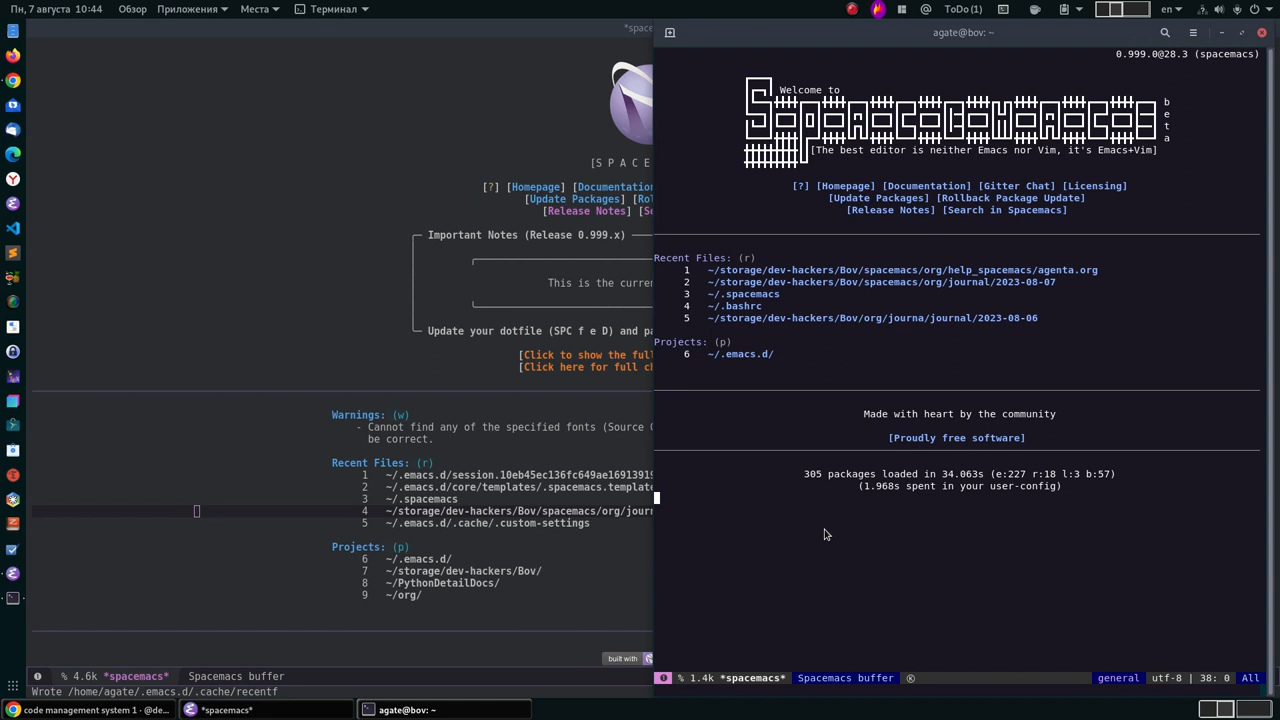 Пн, 7 августа 10:44 Обзор Приложения Места Терминал ToDo(1) en
*space
agate@bov: ~
0.999.0@28.3 (spacemacs)
Welcome to
beta
[The best editor is neither Emacs nor Vim, it's Emacs+Vim]
[?] [Homepage] [Documentation] [Gitter Chat] [Licensing]
[Update Packages] [Rollback Package Update]
[Release Notes] [Search in Spacemacs]
Recent Files: (r)
1 ~/storage/dev-hackers/Bov/spacemacs/org/help_spacemacs/agenta.org
2 ~/storage/dev-hackers/Bov/spacemacs/org/journal/2023-08-07
3 ~/.spacemacs
4 ~/.bashrc
5 ~/storage/dev-hackers/Bov/org/journa/journal/2023-08-06
Projects: (p)
6 ~/.emacs.d/
Made with heart by the community
[Proudly free software]
305 packages loaded in 34.063s (e:227 r:18 l:3 b:57)
(1.968s spent in your user-config)
% 1.4k *spacemacs* Spacemacs buffer general utf-8 | 38: 0 All
[S P A C E
[?] [Homepage] [Documentation
[Update Packages] [Rol
[Release Notes] [Se
Important Notes (Release 0.999.x)
This is the curren
Update your dotfile (SPC f e D) and pa
[Click to show the full
[Click here for full ch
Warnings: (w)
- Cannot find any of the specified fonts (Source C
be correct.
Recent Files: (r)
1 ~/.emacs.d/session.10eb45ec136fc649ae16913919
2 ~/.emacs.d/core/templates/.spacemacs.template
3 ~/.spacemacs
4 ~/storage/dev-hackers/Bov/spacemacs/org/journ
5 ~/.emacs.d/.cache/.custom-settings
Projects: (p)
6 ~/.emacs.d/
7 ~/storage/dev-hackers/Bov/
8 ~/PythonDetailDocs/
9 ~/org/
built with
% 4.6k *spacemacs* Spacemacs buffer
Wrote /home/agate/.emacs.d/.cache/recentf
code management system 1 - @de... *spacemacs* agate@bov: ~